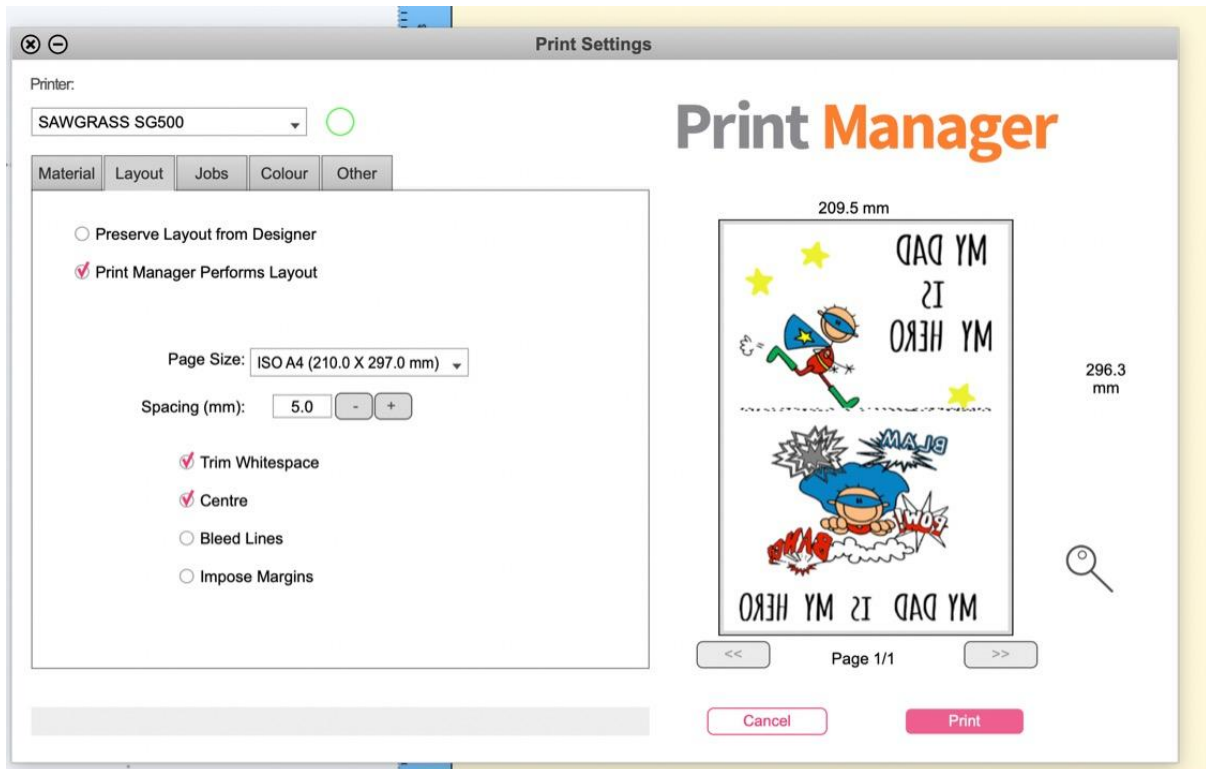 Print Settings
Printer:
SAWGRASS SG500
Print Manager
Material Layout Jobs Colour Other
Preserve Layout from Designer
Print Manager Performs Layout
Page Size: ISO A4 (210.0 X 297.0 mm)
Spacing (mm): 5.0 - +
Trim Whitespace
Centre
Bleed Lines
Impose Margins
209.5 mm
MY DAD
IS
MY HERO
BLAM
POW!
BANG!
MY DAD IS MY HERO
296.3
mm
<< Page 1/1 >>
Cancel Print